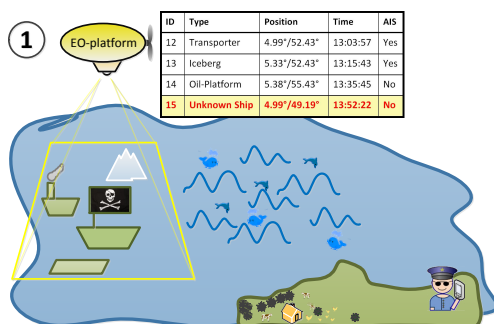 1
EO-platform
ID Type Position Time AIS
12 Transporter 4.99°/52.43° 13:03:57 Yes
13 Iceberg 5.33°/52.43° 13:15:43 Yes
14 Oil-Platform 5.38°/55.43° 13:35:45 No
15 Unknown Ship 4.99°/49.19° 13:52:22 No